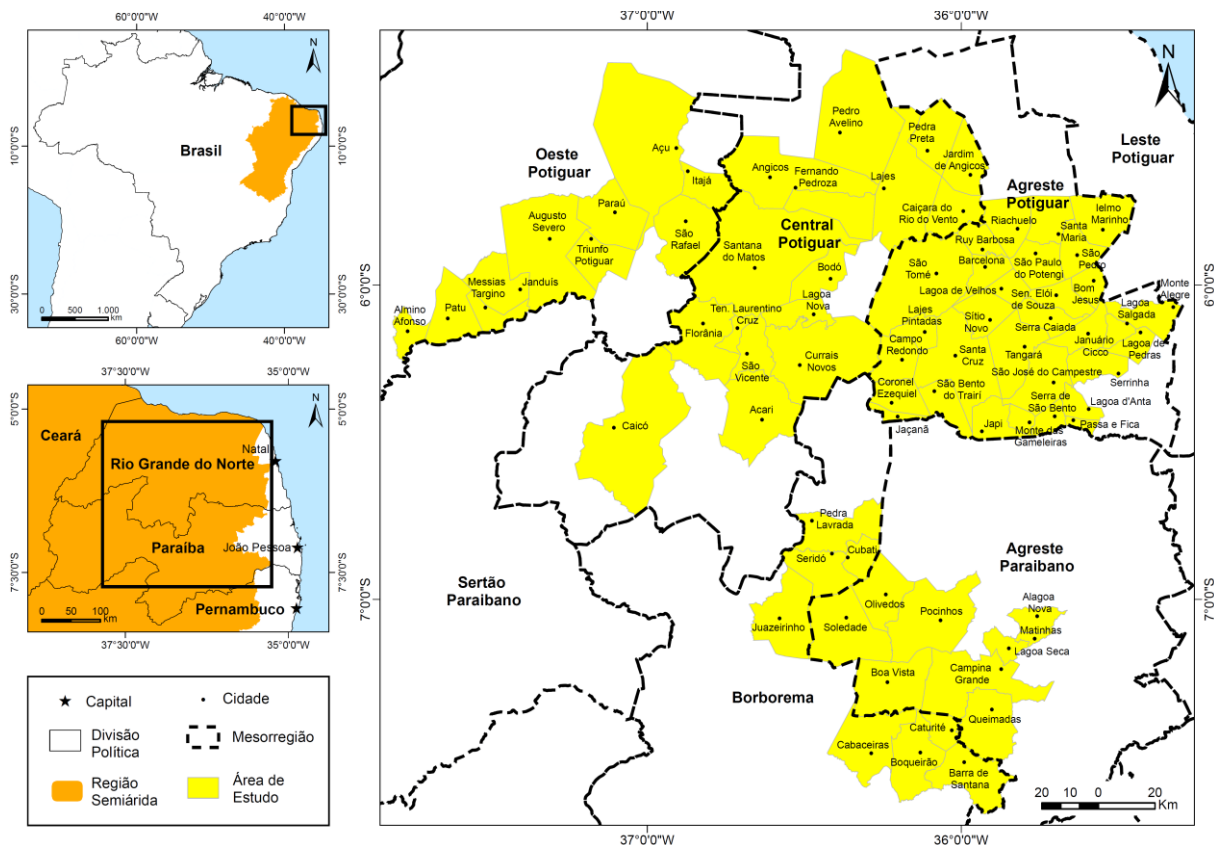 60°0'0"W
40°0'0"W
N
Brasil
10°0'0"S
10°0'0"S
30°0'0"S
30°0'0"S
0
500
1.000
km
60°0'0"W
40°0'0"W
37°30'0"W
35°0'0"W
N
5°0'0"S
5°0'0"S
Ceará
Natal
Rio Grande do Norte
Paraíba
João Pessoa
7°30'0"S
7°30'0"S
Pernambuco
0
50
100
km
37°30'0"W
35°0'0"W
Capital
Cidade
Divisão
Política
Mesorregião
Região
Semiárida
Área de
Estudo
37°0'0"W
36°0'0"W
N
Leste
Potiguar
Oeste
Potiguar
Açu
Itajá
Paraú
Augusto
Severo
Triunfo
Potiguar
São
Rafael
Messias
Targino
Janduís
Almino
Afonso
Patu
Pedro
Avelino
Angicos
Fernando
Pedroza
Lajes
Pedra
Preta
Jardim
de Angicos
Caiçara do
Rio do Vento
Central
Potiguar
Santana
do Matos
Bodó
Lagoa
Nova
Ten. Laurentino
Cruz
Florânia
São
Vicente
Currais
Novos
Acari
Caicó
Agreste
Potiguar
Riachuelo
Ielmo
Marinho
Santa
Maria
Ruy Barbosa
Barcelona
São Paulo
do Potengi
São
Pedro
São
Tomé
Lagoa de Velhos
Sen. Elói
de Souza
Bom
Jesus
Monte
Alegre
Lagoa
Salgada
Lajes
Pintadas
Sítio
Novo
Serra Caiada
Januário
Cicco
Lagoa de
Pedras
Campo
Redondo
Santa
Cruz
Tangará
São José do Campestre
Serrinha
Coronel
Ezequiel
São Bento
do Trairí
Serra de
São Bento
Lagoa d'Anta
Jaçanã
Japi
Monte das
Gameleiras
Passa e Fica
6°0'0"S
6°0'0"S
Pedra
Lavrada
Seridó
Cubati
Agreste
Paraibano
Sertão
Paraibano
7°0'0"S
7°0'0"S
Olivedos
Pocinhos
Alagoa
Nova
Matinhas
Juazeirinho
Soledade
Lagoa Seca
Boa Vista
Campina
Grande
Borborema
Queimadas
Caturité
Cabaceiras
Boqueirão
Barra de
Santana
20
10
0
20
Km
37°0'0"W
36°0'0"W